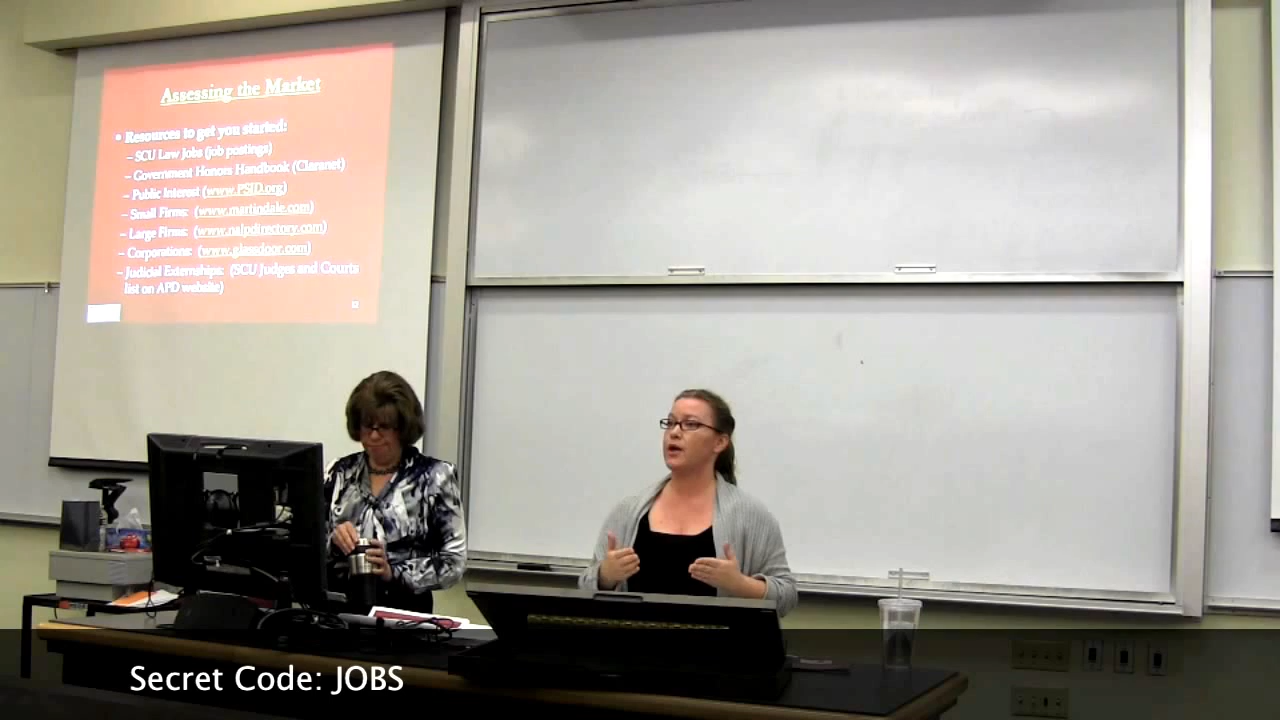 Assessing the Market
• Resources to get you started:
– SCU Law Jobs (job postings)
– Government Honors Handbook (Claranet)
– Public Interest (www.PSJD.org)
– Small Firms: (www.martindale.com)
– Large Firms: (www.nalpdirectory.com)
– Corporations: (www.glassdoor.com)
– Judicial Externships: (SCU Judges and Courts
list on APD website)
Secret Code: JOBS